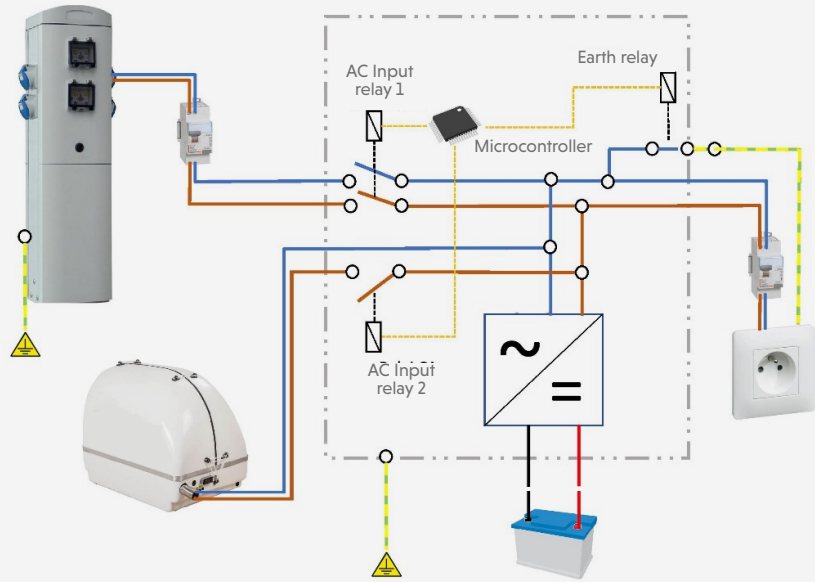 Earth relay
AC Input
relay 1
Microcontroller
AC Input
relay 2